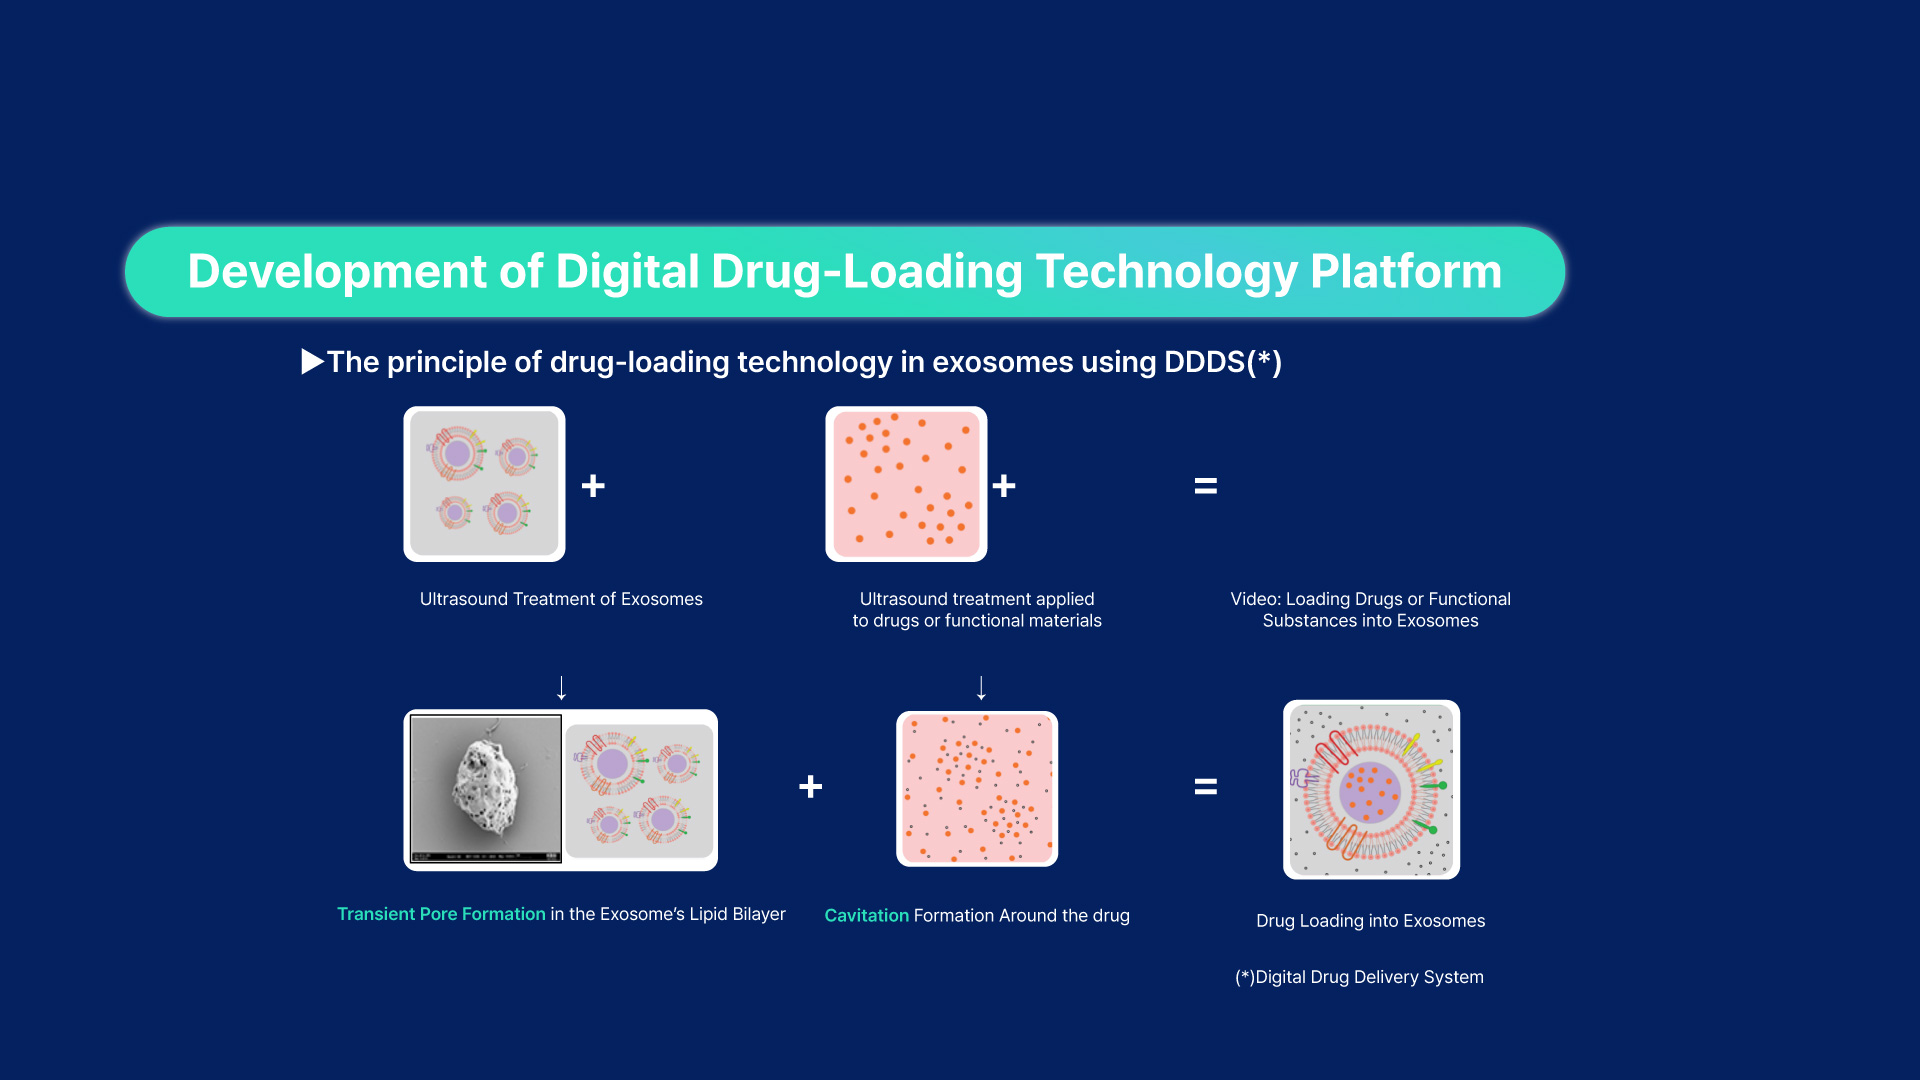 Development of Digital Drug-Loading Technology Platform
▶The principle of drug-loading technology in exosomes using DDDS(*)
+
+
=
Ultrasound Treatment of Exosomes
Ultrasound treatment applied
to drugs or functional materials
Video: Loading Drugs or Functional
Substances into Exosomes
↓
↓
+
=
Transient Pore Formation in the Exosome's Lipid Bilayer
Cavitation Formation Around the drug
Drug Loading into Exosomes
(*)Digital Drug Delivery System